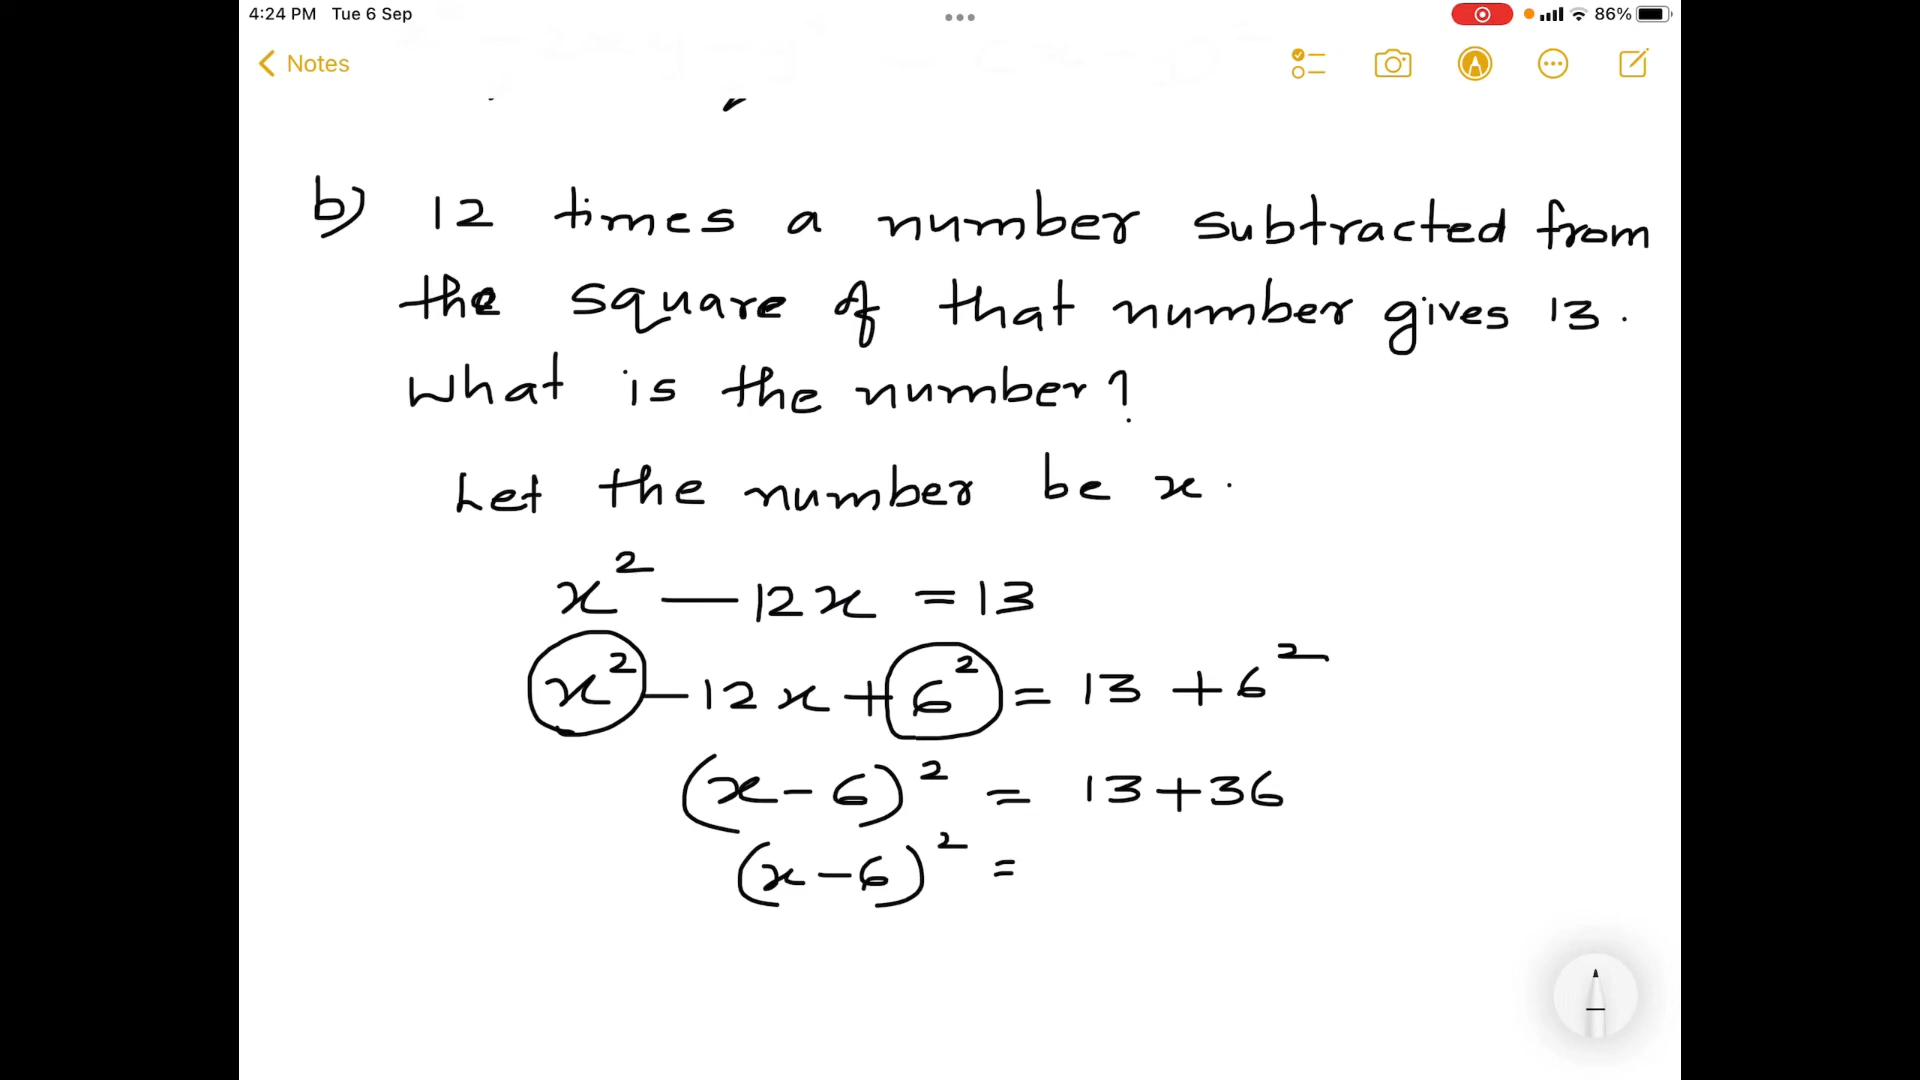 4:24 PM Tue 6 Sep
86%
Notes
b) 12 times a number subtracted from
the square of that number gives 13.
What is the number?
Let the number be x.
x² — 12x = 13
x² — 12x + 6² = 13 + 6²
(x - 6)² = 13 + 36
(x - 6)² =